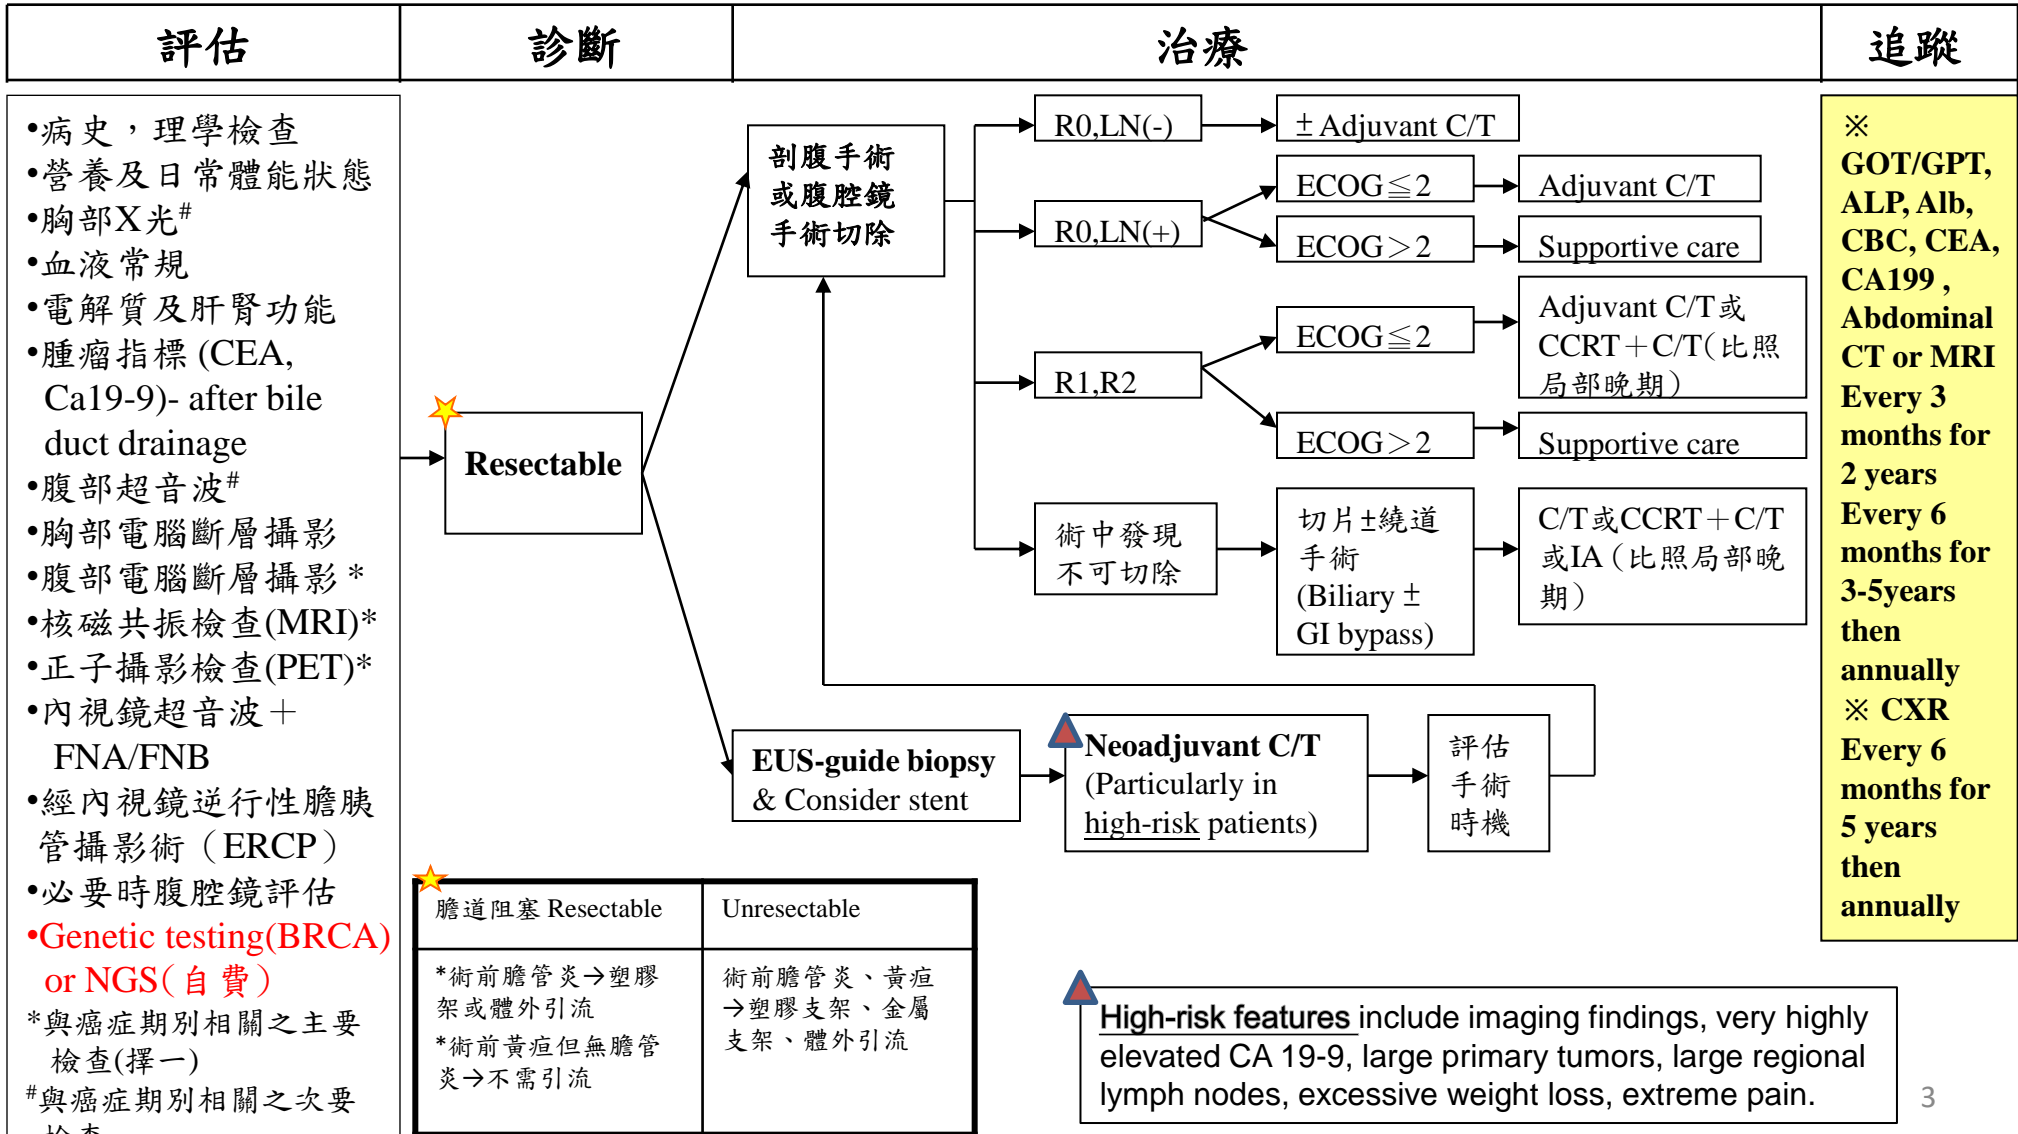 評估
診斷
治療
追蹤
•病史，理學檢查
•營養及日常體能狀態
•胸部X光#
•血液常規
•電解質及肝腎功能
•腫瘤指標 (CEA,
Ca19-9)- after bile
duct drainage
•腹部超音波#
•胸部電腦斷層攝影
•腹部電腦斷層攝影 *
•核磁共振檢查(MRI)*
•正子攝影檢查(PET)*
•內視鏡超音波＋
FNA/FNB
•經內視鏡逆行性膽胰
管攝影術（ERCP）
•必要時腹腔鏡評估
•Genetic testing(BRCA)
or NGS(自費)
*與癌症期別相關之主要
檢查(擇一)
#與癌症期別相關之次要
檢查
Resectable
剖腹手術
或腹腔鏡
手術切除
R0,LN(-)
± Adjuvant C/T
R0,LN(+)
ECOG≦2
Adjuvant C/T
ECOG＞2
Supportive care
R1,R2
ECOG≦2
Adjuvant C/T或
CCRT＋C/T(比照
局部晚期)
ECOG＞2
Supportive care
術中發現
不可切除
切片±繞道
手術
(Biliary ±
GI bypass)
C/T或CCRT＋C/T
或IA（比照局部晚
期）
EUS-guide biopsy
& Consider stent
Neoadjuvant C/T
(Particularly in
high-risk patients)
評估
手術
時機
膽道阻塞 Resectable
Unresectable
*術前膽管炎→塑膠
架或體外引流
*術前黃疸但無膽管
炎→不需引流
術前膽管炎、黃疸
→塑膠支架、金屬
支架、體外引流
※
GOT/GPT,
ALP, Alb,
CBC, CEA,
CA199 ,
Abdominal
CT or MRI
Every 3
months for
2 years
Every 6
months for
3-5years
then
annually
※ CXR
Every 6
months for
5 years
then
annually
High-risk features include imaging findings, very highly
elevated CA 19-9, large primary tumors, large regional
lymph nodes, excessive weight loss, extreme pain.
3